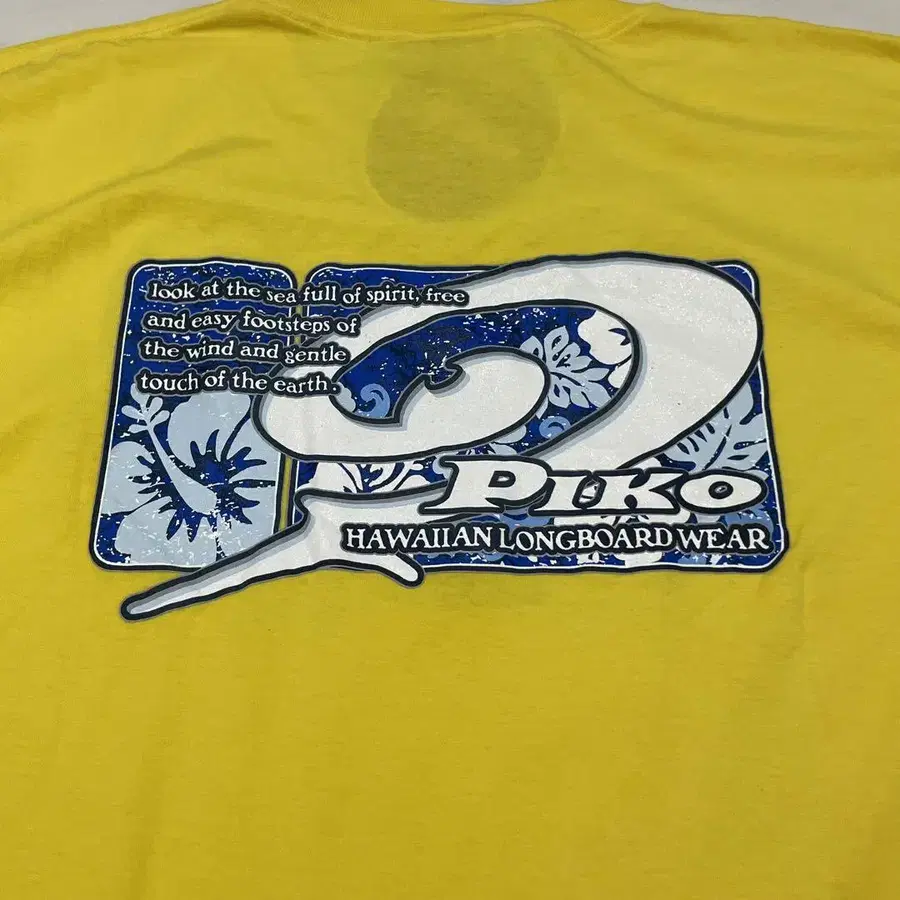 look at the sea full of spirit, free
and easy footsteps of
the wind and gentle
touch of the earth.
PIKO
HAWAIIAN LONGBOARD WEAR